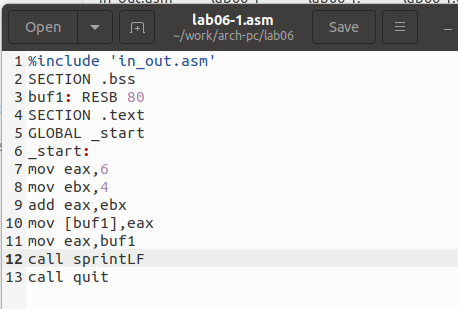 lab06-1.asm
Open
Save
~/work/arch-pc/lab06
1 %include 'in_out.asm'
2 SECTION .bss
3 buf1: RESB 80
4 SECTION .text
5 GLOBAL _start
6 _start:
7 mov eax,6
8 mov ebx,4
9 add eax,ebx
10 mov [buf1],eax
11 mov eax,buf1
12 call sprintLF
13 call quit